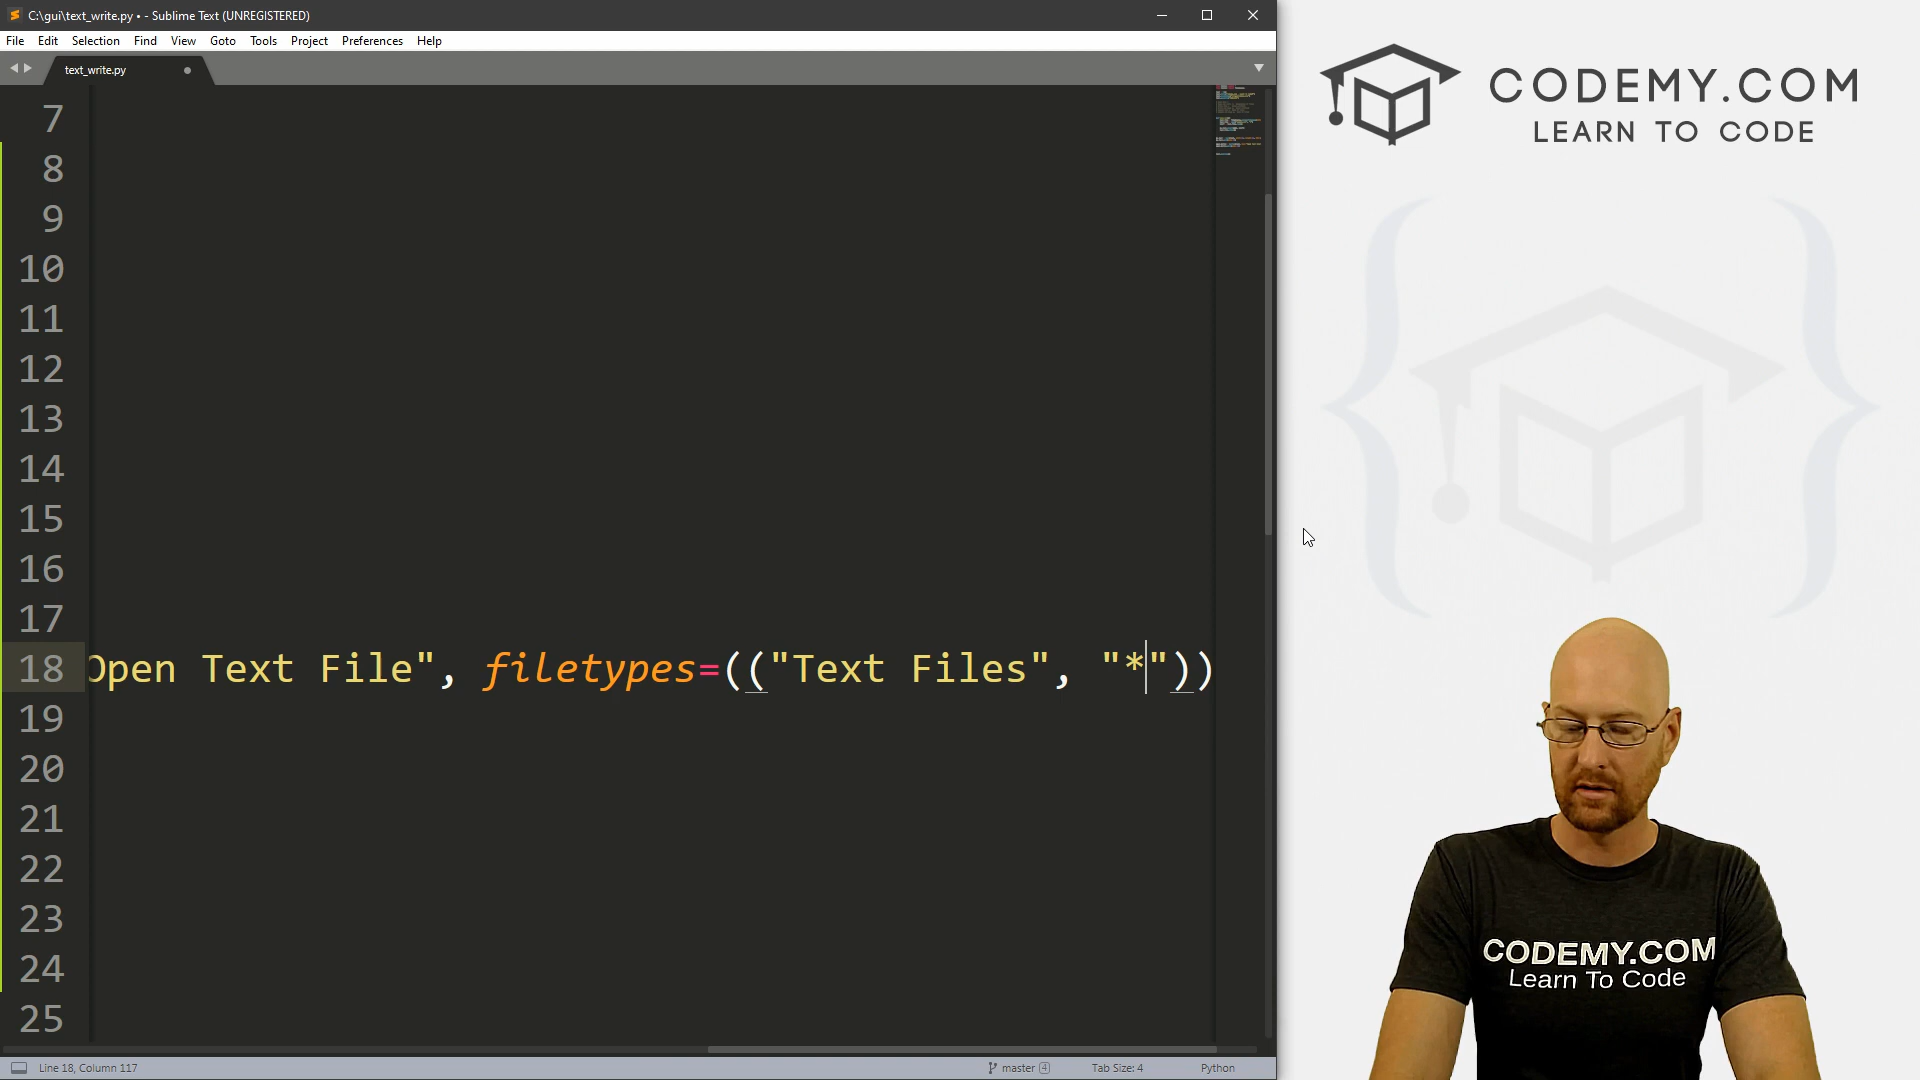 C:\gui\text_write.py • - Sublime Text (UNREGISTERED)
File Edit Selection Find View Goto Tools Project Preferences Help
text_write.py
7
8
9
10
11
12
13
14
15
16
17
18 Open Text File", filetypes=(("Text Files", "*"))
19
20
21
22
23
24
25
Line 18, Column 117 master 4 Tab Size: 4 Python
CODEMY.COM
LEARN TO CODE
CODEMY.COM
Learn To Code